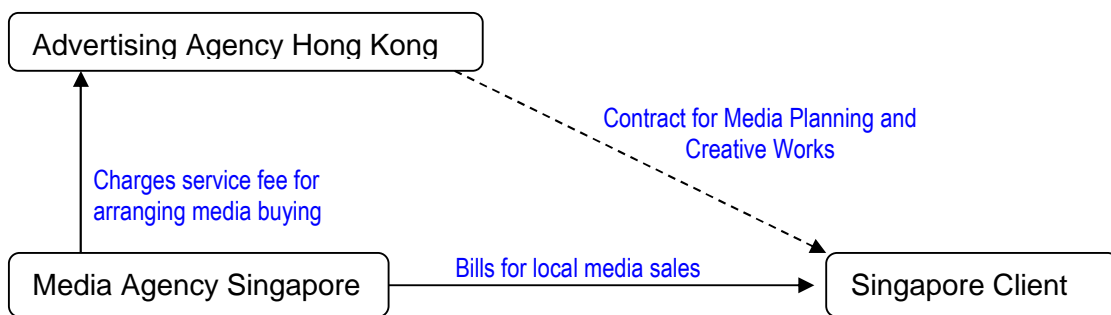 Advertising Agency Hong Kong
Contract for Media Planning and
Creative Works
Charges service fee for
arranging media buying
Media Agency Singapore
Bills for local media sales
Singapore Client